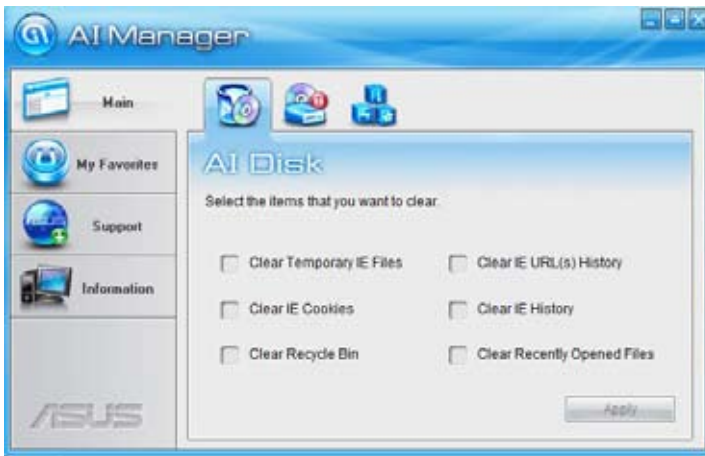 AI Manager
Main
My Favorites
Support
Information
ASUS
AI Disk
Select the items that you want to clear.
Clear Temporary IE Files
Clear IE URL(s) History
Clear IE Cookies
Clear IE History
Clear Recycle Bin
Clear Recently Opened Files
Apply